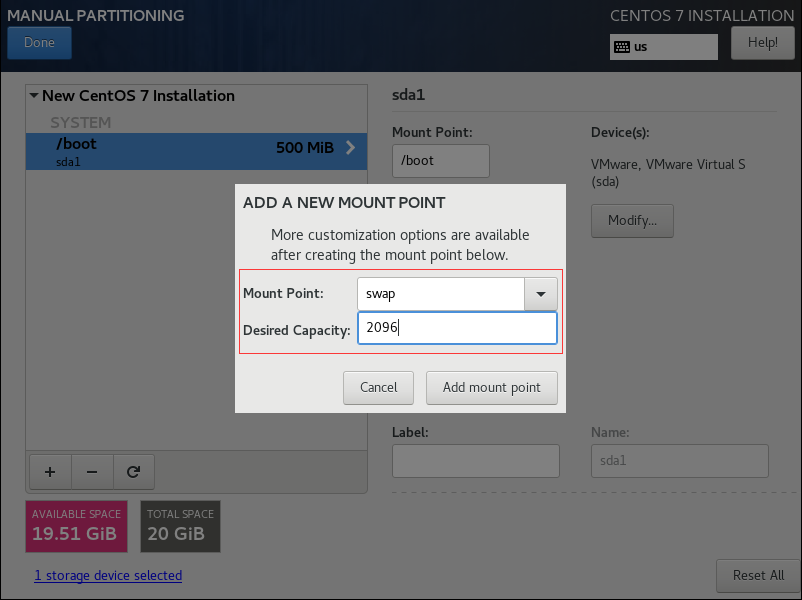 MANUAL PARTITIONING
CENTOS 7 INSTALLATION
Done
us
Help!
New CentOS 7 Installation
SYSTEM
/boot
500 MiB
sda1
sda1
Mount Point:
/boot
Device(s):
VMware, VMware Virtual S
(sda)
Modify...
ADD A NEW MOUNT POINT
More customization options are available
after creating the mount point below.
Mount Point:
swap
Desired Capacity:
2096
Cancel
Add mount point
Label:
Name:
sda1
+
−
AVAILABLE SPACE
19.51 GiB
TOTAL SPACE
20 GiB
1 storage device selected
Reset All